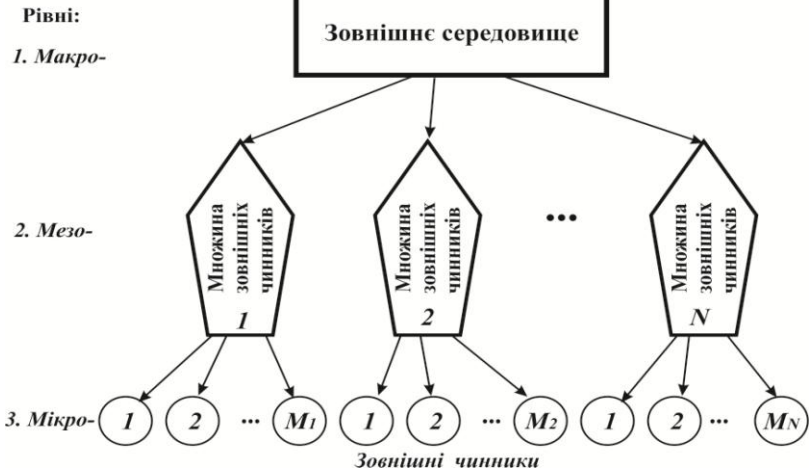 Рівні:
Зовнішнє середовище
1. Макро-
2. Мезо-
Множина
зовнішніх
чинників
1
Множина
зовнішніх
чинників
2
...
Множина
зовнішніх
чинників
N
3. Мікро-
1 2 ... M1 1 2 ... M2 1 2 ... MN
Зовнішні чинники